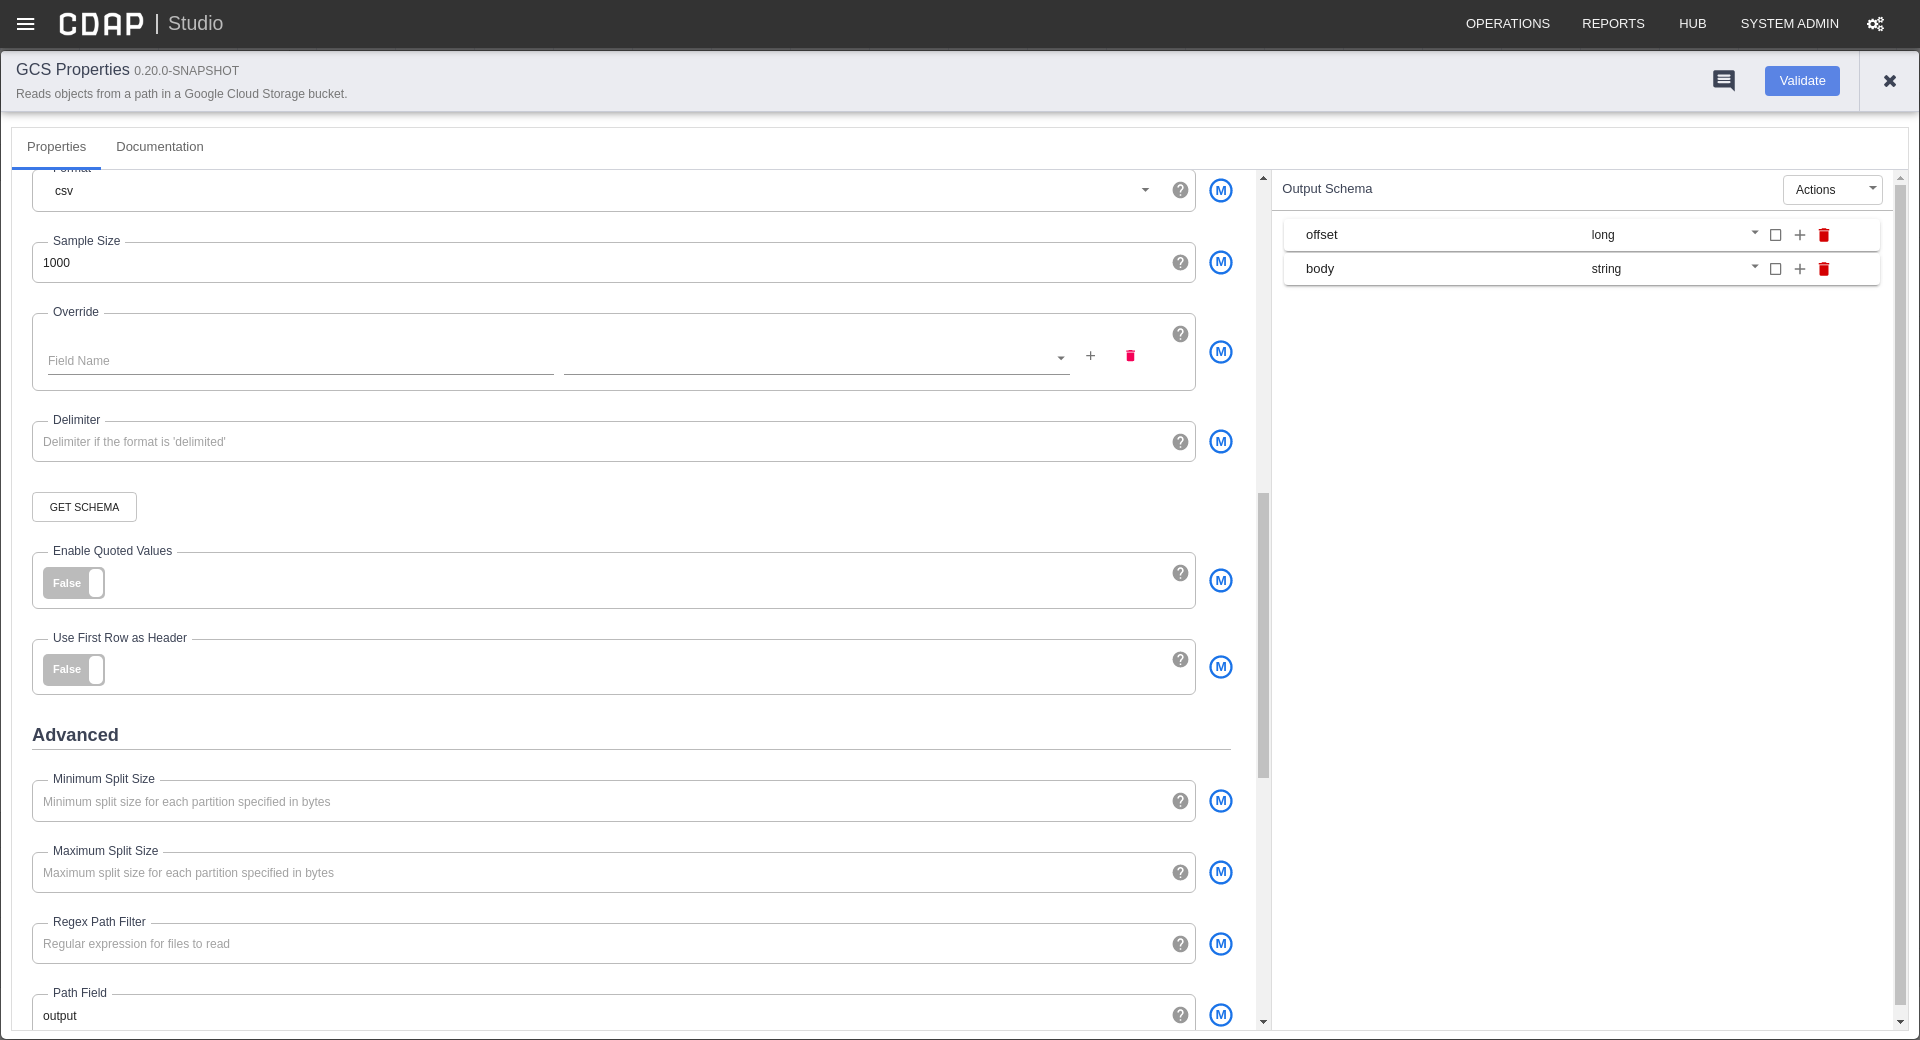 CDAP | Studio
OPERATIONS REPORTS HUB SYSTEM ADMIN
GCS Properties 0.20.0-SNAPSHOT
Reads objects from a path in a Google Cloud Storage bucket.
Validate
Properties Documentation
Format
csv
M
Sample Size
1000
M
Override
Field Name
M
Delimiter
Delimiter if the format is 'delimited'
M
GET SCHEMA
Enable Quoted Values
False
M
Use First Row as Header
False
M
Advanced
Minimum Split Size
Minimum split size for each partition specified in bytes
M
Maximum Split Size
Maximum split size for each partition specified in bytes
M
Regex Path Filter
Regular expression for files to read
M
Path Field
output
M
Output Schema
Actions
offset long
body string